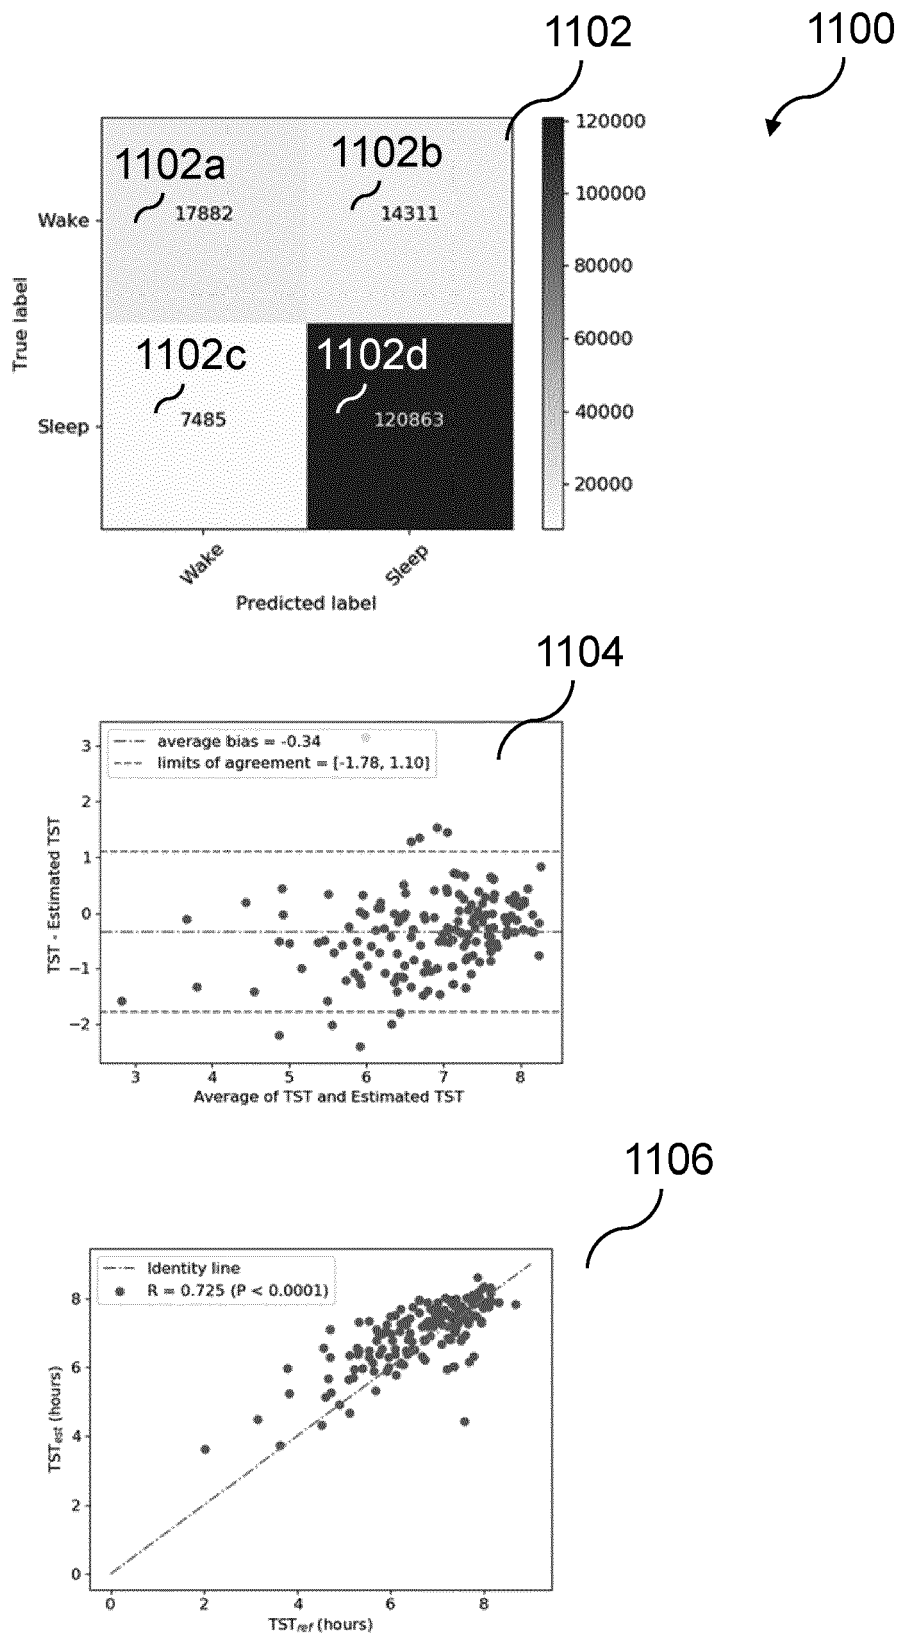 1100
1102
120000
1102a
1102b
100000
Wake
17882
14311
80000
True label
60000
1102c
1102d
40000
Sleep
7485
120863
20000
Wake
Sleep
Predicted label
1104
3
average bias = -0.34
limits of agreement = [-1.78, 1.10]
2
1
TST - Estimated TST
0
−1
−2
3 4 5 6 7 8
Average of TST and Estimated TST
1106
Identity line
R = 0.725 (P < 0.0001)
8
6
TSTest (hours)
4
2
0
0 2 4 6 8
TSTref (hours)